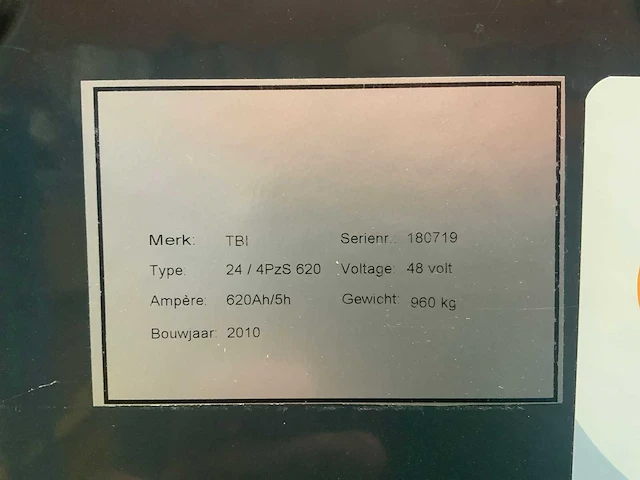 Merk: TBI Serienr.: 180719
Type: 24 / 4PzS 620 Voltage: 48 volt
Ampère: 620Ah/5h Gewicht: 960 kg
Bouwjaar: 2010